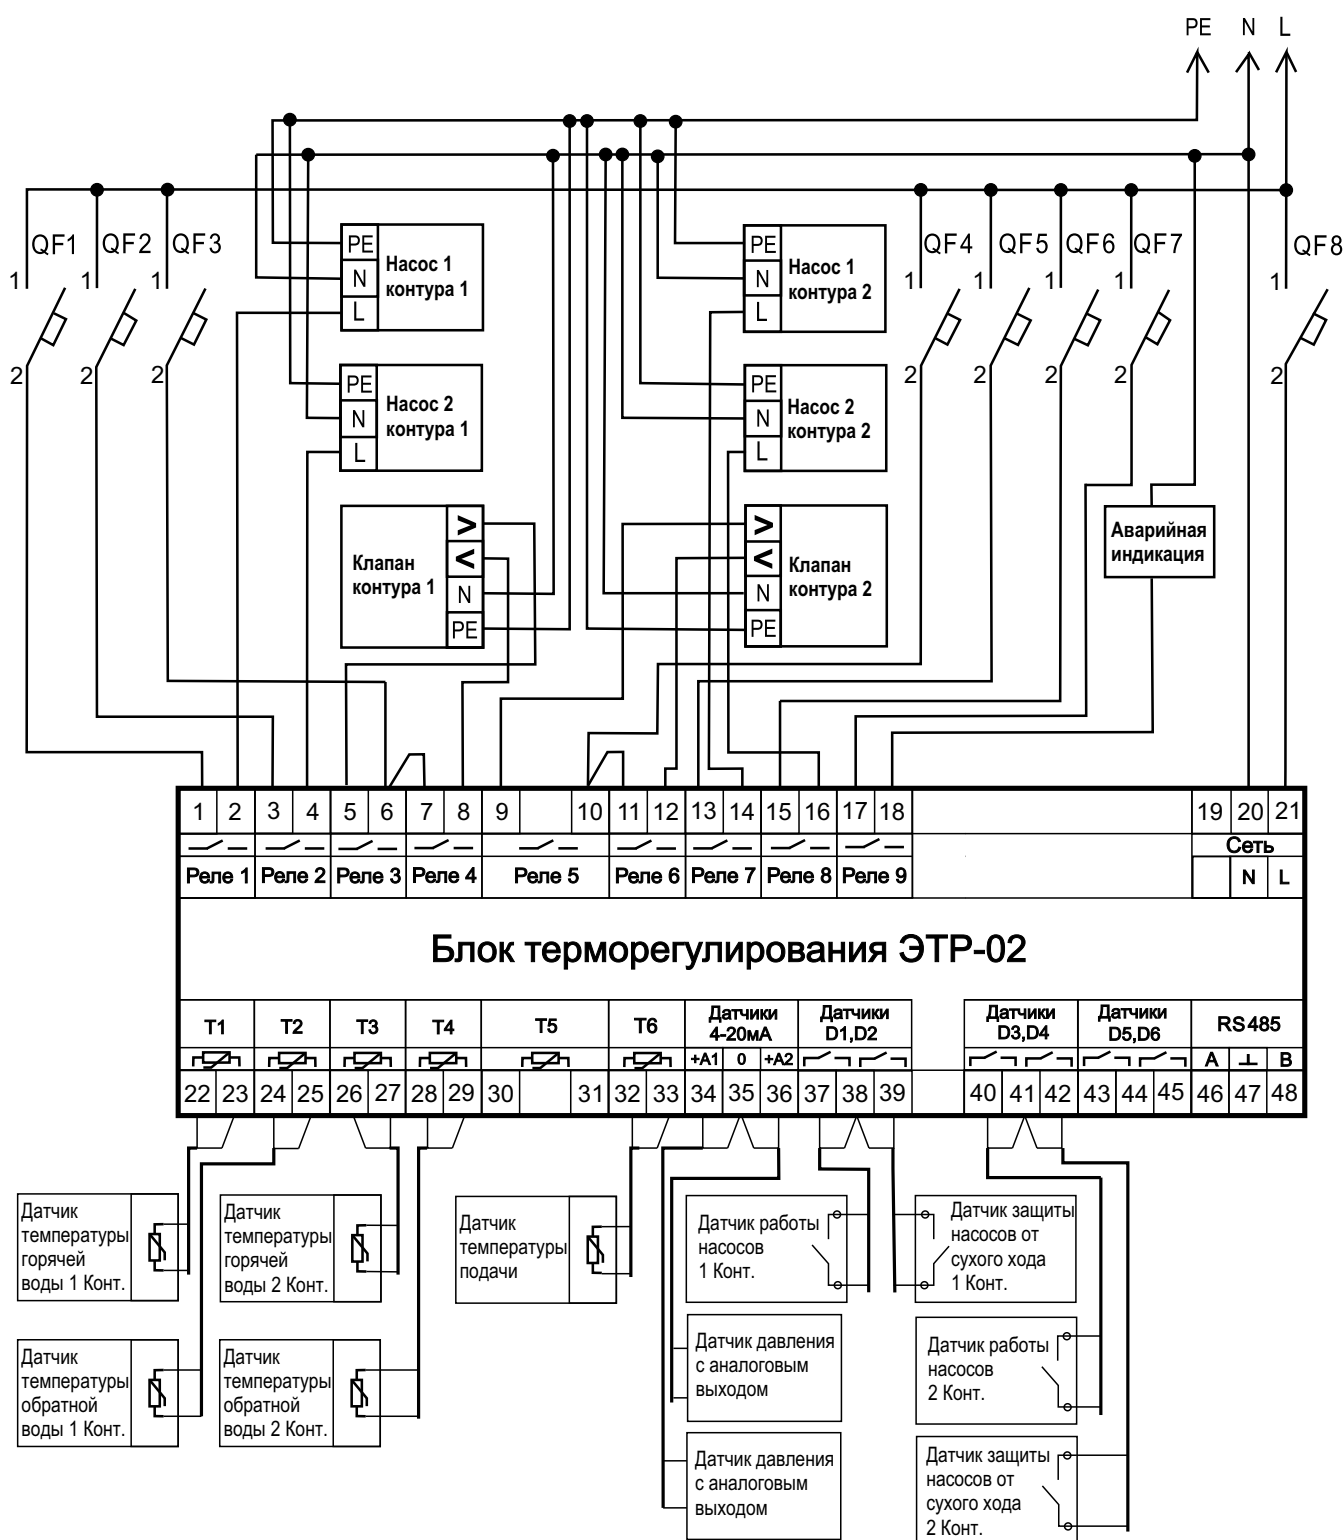 PE N L
QF1 QF2 QF3 QF4 QF5 QF6 QF7 QF8
1 1 1 1 1 1 1 1
2 2 2 2 2 2 2 2
PE
N
L
Насос 1
контура 1
PE
N
L
Насос 1
контура 2
PE
N
L
Насос 2
контура 1
PE
N
L
Насос 2
контура 2
Клапан
контура 1
>
<
N
PE
>
<
N
PE
Клапан
контура 2
Аварийная
индикация
1 2 3 4 5 6 7 8 9 10 11 12 13 14 15 16 17 18 19 20 21
Сеть
Реле 1 Реле 2 Реле 3 Реле 4 Реле 5 Реле 6 Реле 7 Реле 8 Реле 9 N L
Блок терморегулирования ЭТР-02
T1 T2 T3 T4 T5 T6
Датчики
4-20мА
Датчики
D1,D2
Датчики
D3,D4
Датчики
D5,D6
RS485
+A1 0 +A2 A ⊥ B
22 23 24 25 26 27 28 29 30 31 32 33 34 35 36 37 38 39 40 41 42 43 44 45 46 47 48
Датчик
температуры
горячей
воды 1 Конт.
Датчик
температуры
горячей
воды 2 Конт.
Датчик
температуры
подачи
Датчик работы
насосов
1 Конт.
Датчик защиты
насосов от
сухого хода
1 Конт.
Датчик
температуры
обратной
воды 1 Конт.
Датчик
температуры
обратной
воды 2 Конт.
Датчик давления
с аналоговым
выходом
Датчик работы
насосов
2 Конт.
Датчик давления
с аналоговым
выходом
Датчик защиты
насосов от
сухого хода
2 Конт.